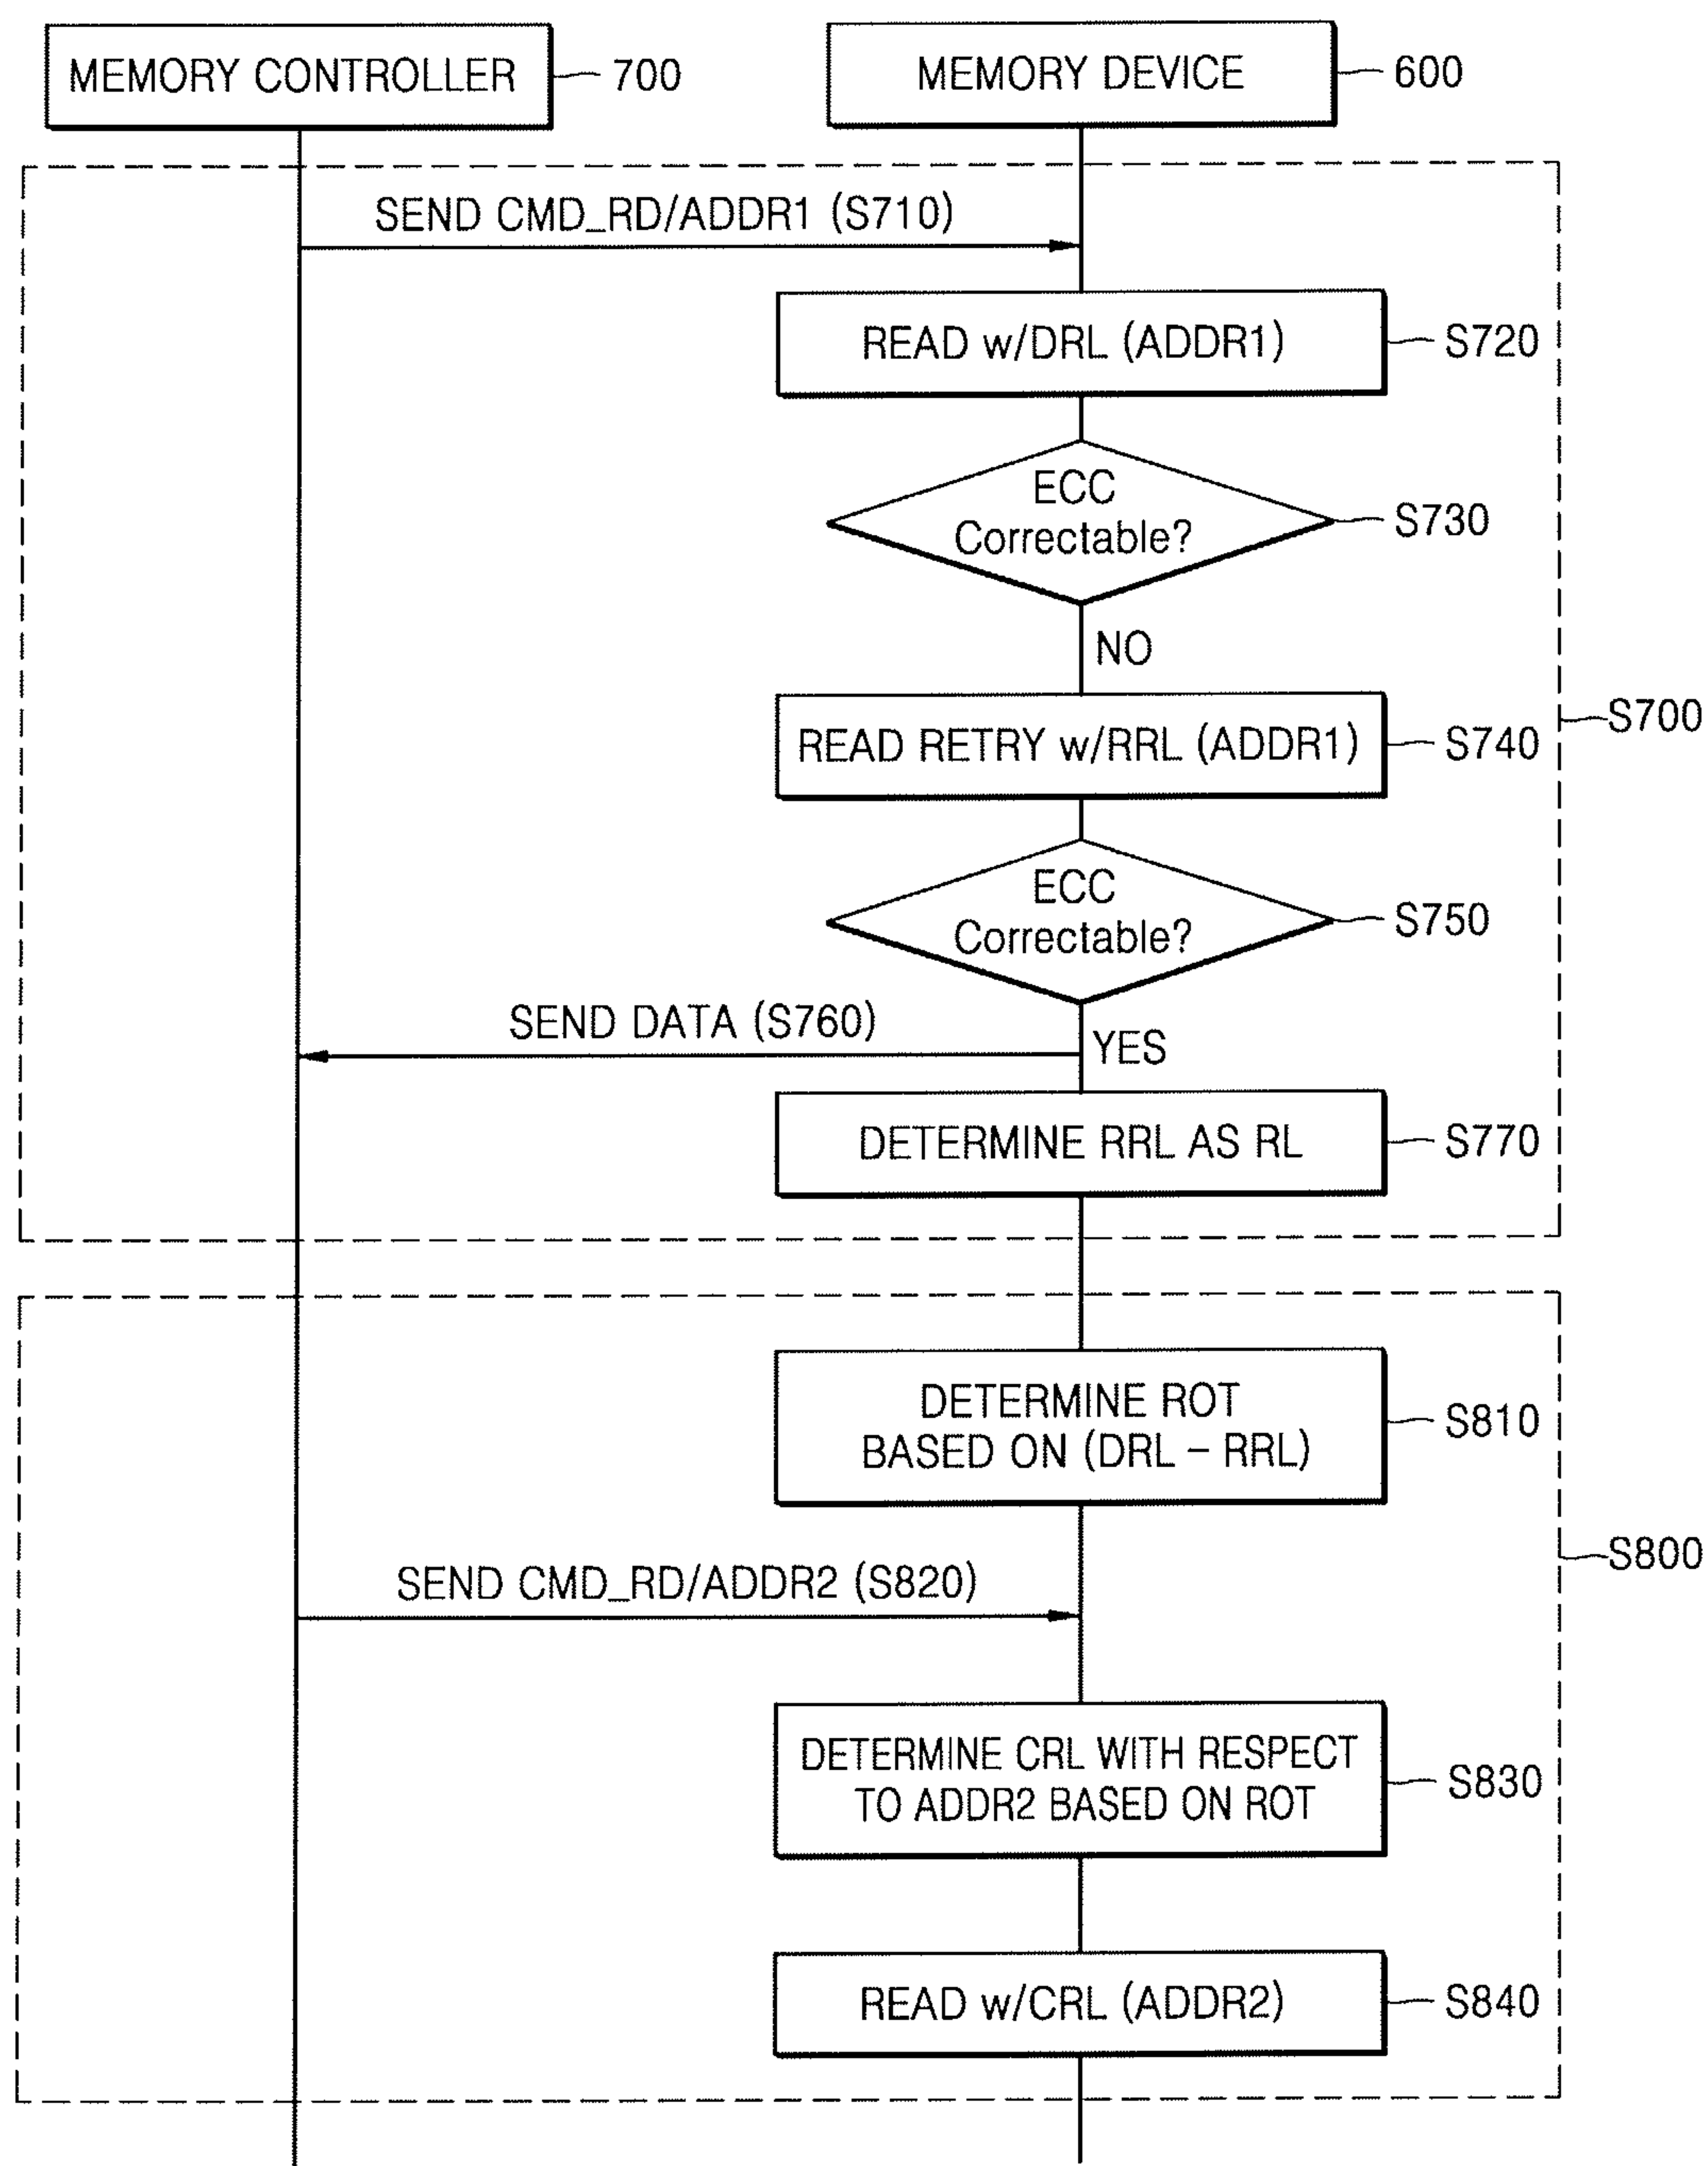 MEMORY CONTROLLER
700
MEMORY DEVICE
600
SEND CMD_RD/ADDR1 (S710)
READ w/DRL (ADDR1)
S720
ECC
Correctable?
S730
NO
READ RETRY w/RRL (ADDR1)
S740
S700
ECC
Correctable?
S750
SEND DATA (S760)
YES
DETERMINE RRL AS RL
S770
DETERMINE ROT
BASED ON (DRL – RRL)
S810
SEND CMD_RD/ADDR2 (S820)
S800
DETERMINE CRL WITH RESPECT
TO ADDR2 BASED ON ROT
S830
READ w/CRL (ADDR2)
S840